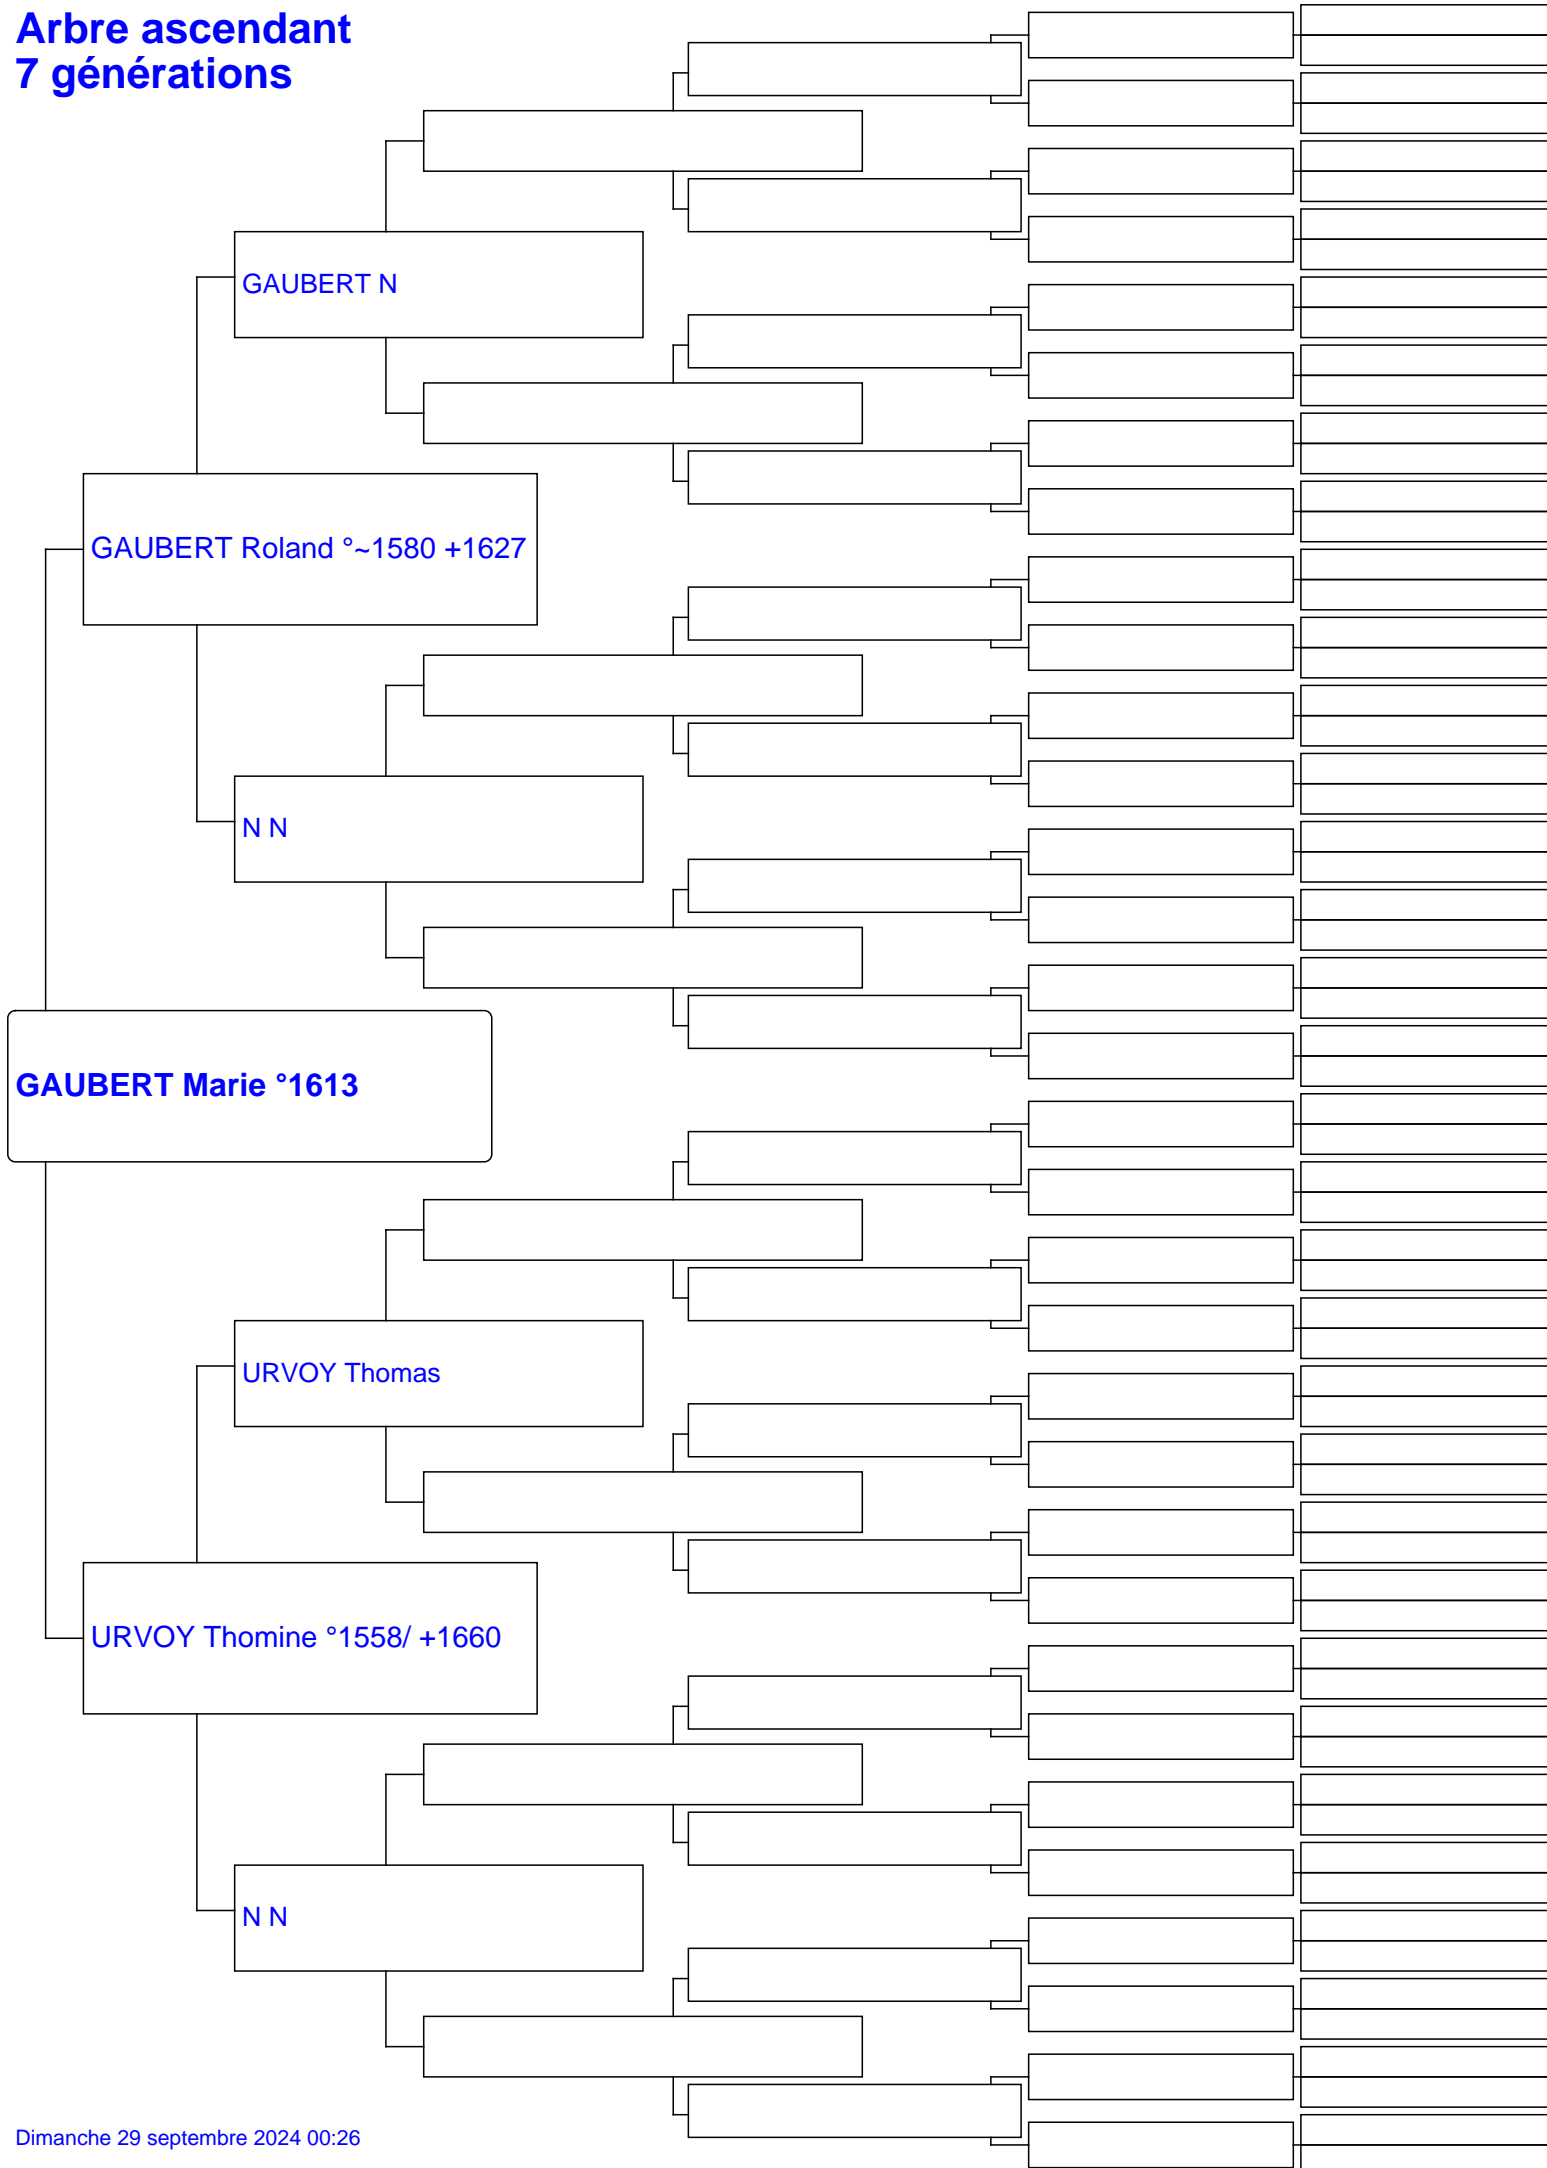 Arbre ascendant
7 générations
GAUBERT N
GAUBERT Roland °~1580 +1627
N N
GAUBERT Marie °1613
URVOY Thomas
URVOY Thomine °1558/ +1660
N N
Dimanche 29 septembre 2024 00:26